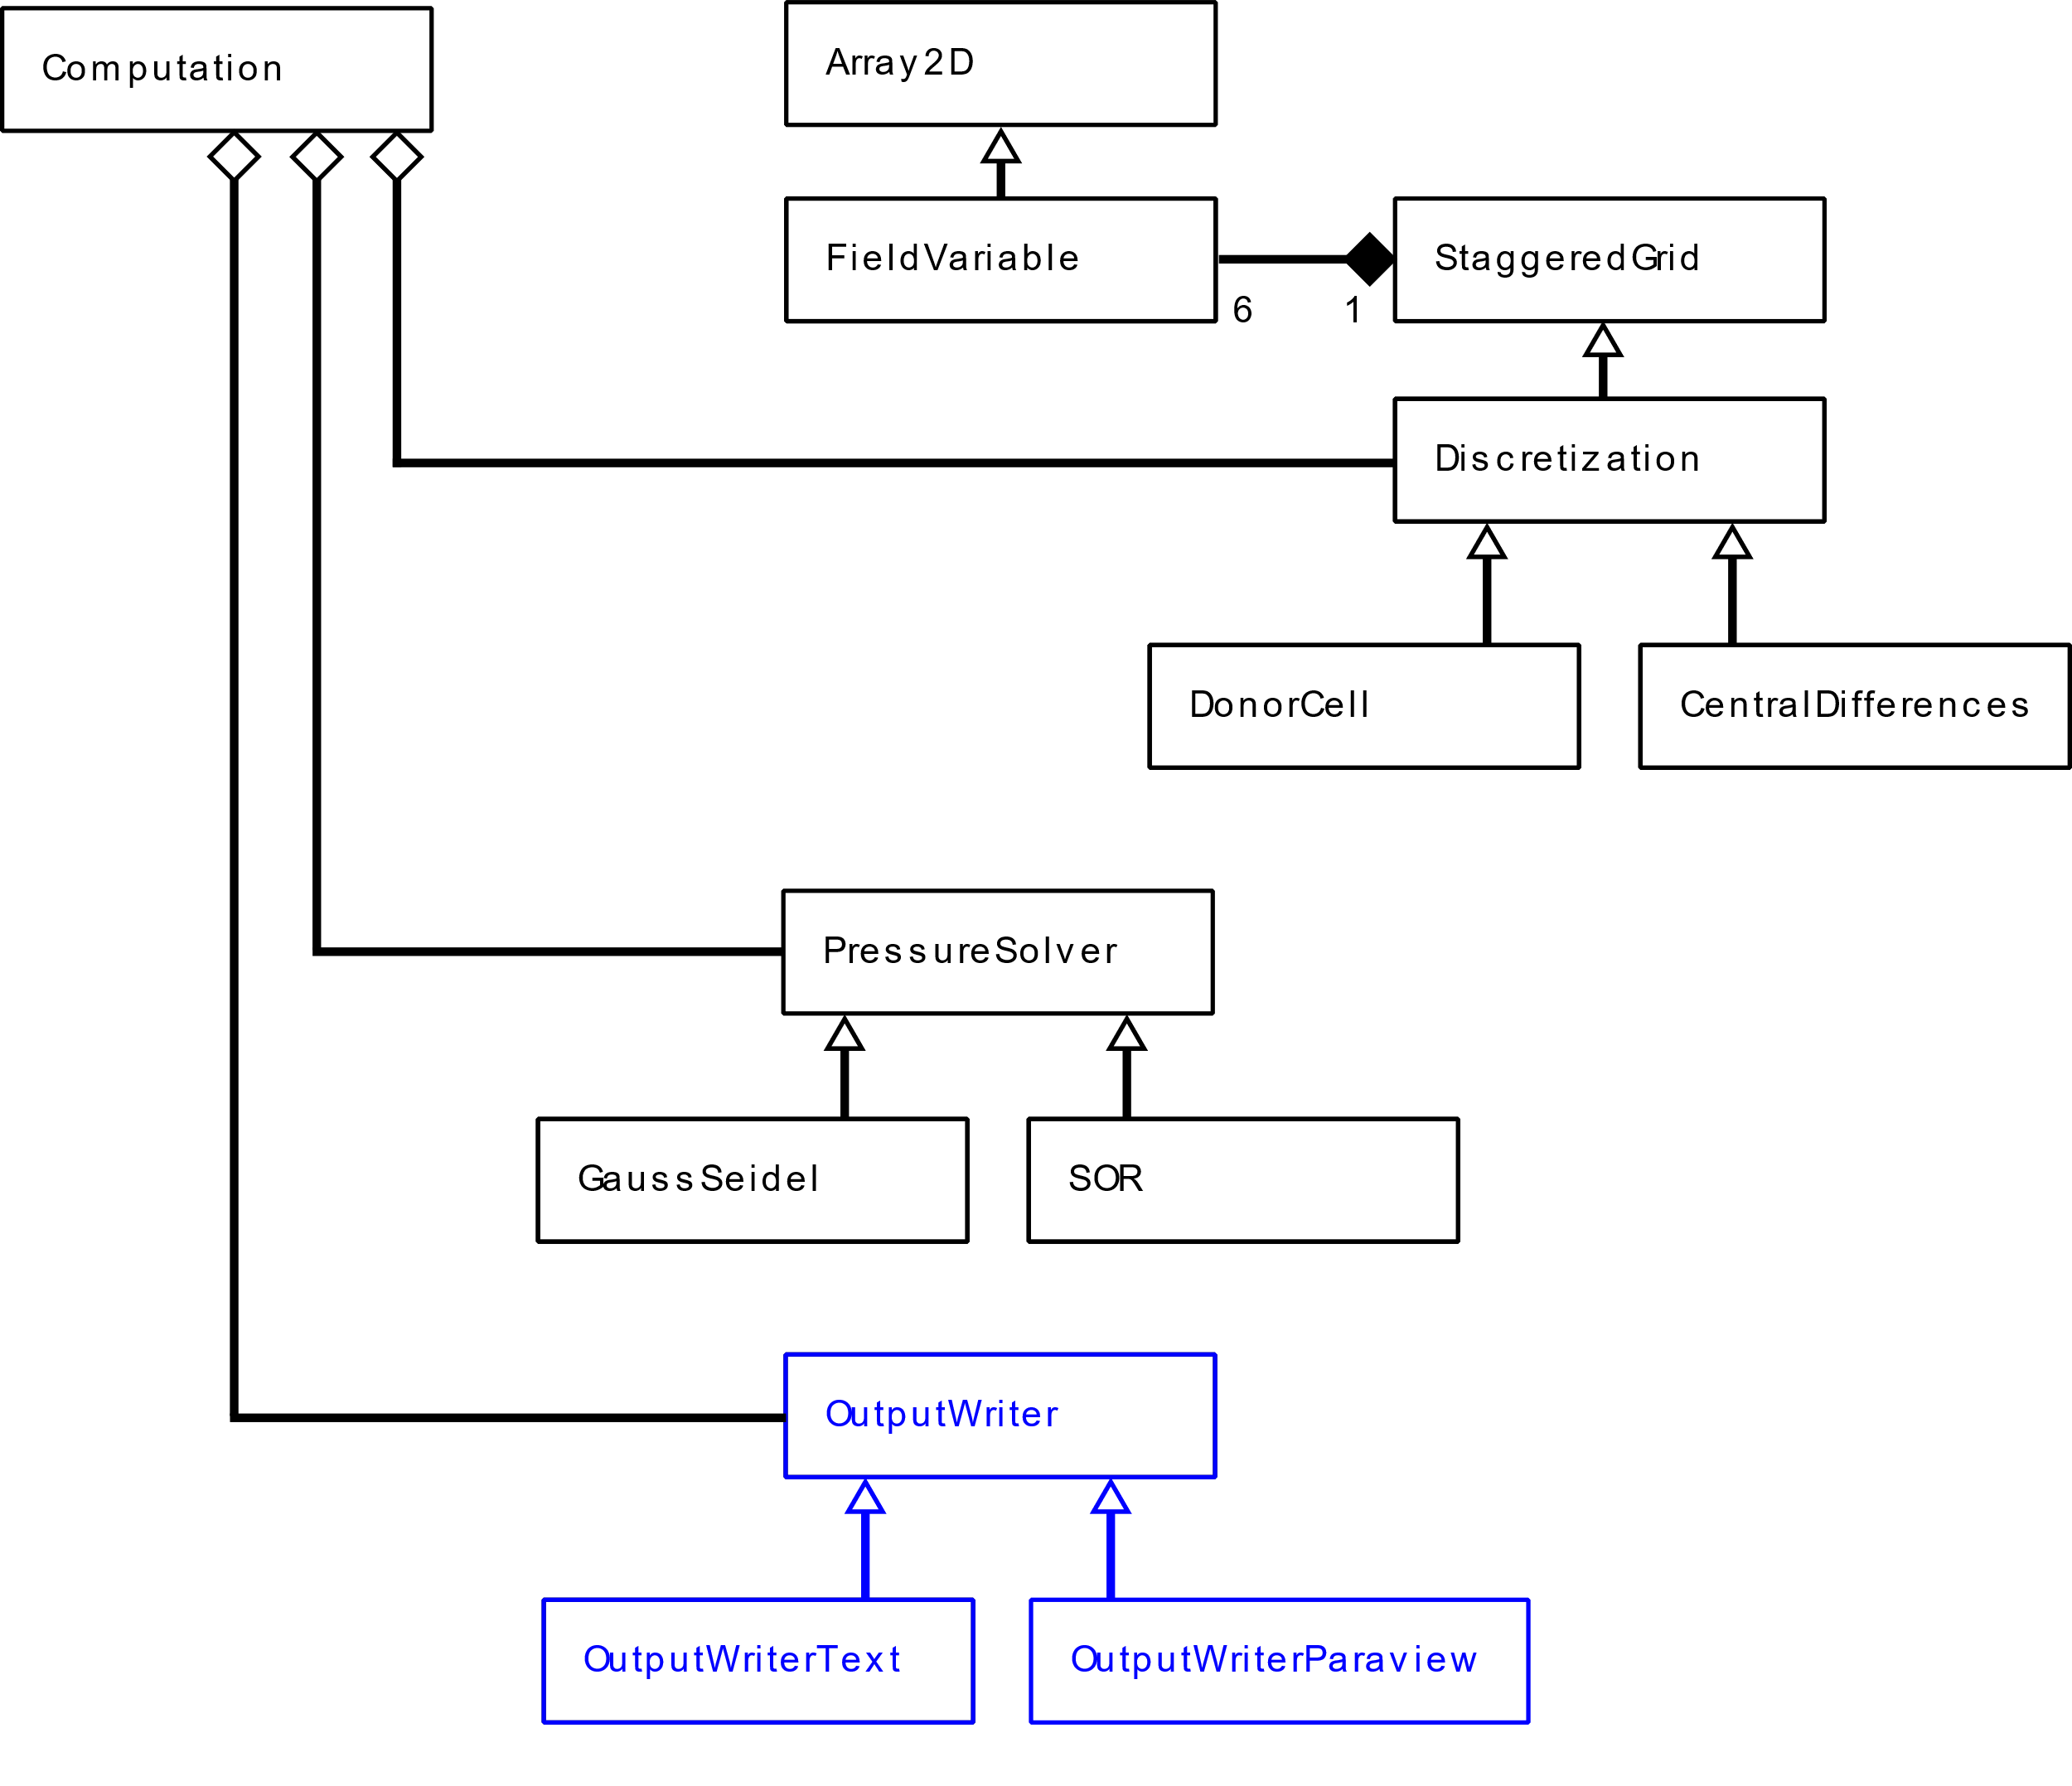 Computation
Array2D
FieldVariable
StaggeredGrid
6
1
Discretization
DonorCell
CentralDifferences
PressureSolver
GaussSeidel
SOR
OutputWriter
OutputWriterText
OutputWriterParaview